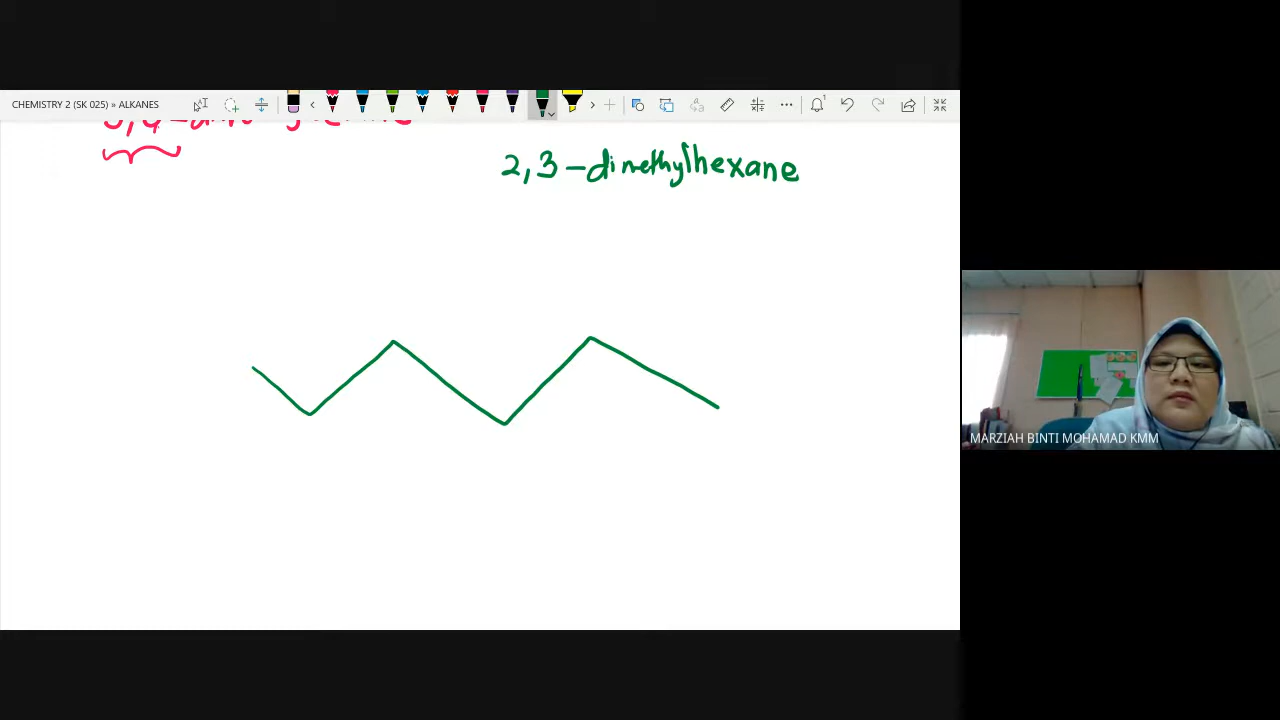 CHEMISTRY 2 (SK 025) » ALKANES
2,3-dimethylhexane
MARZIAH BINTI MOHAMAD KMM